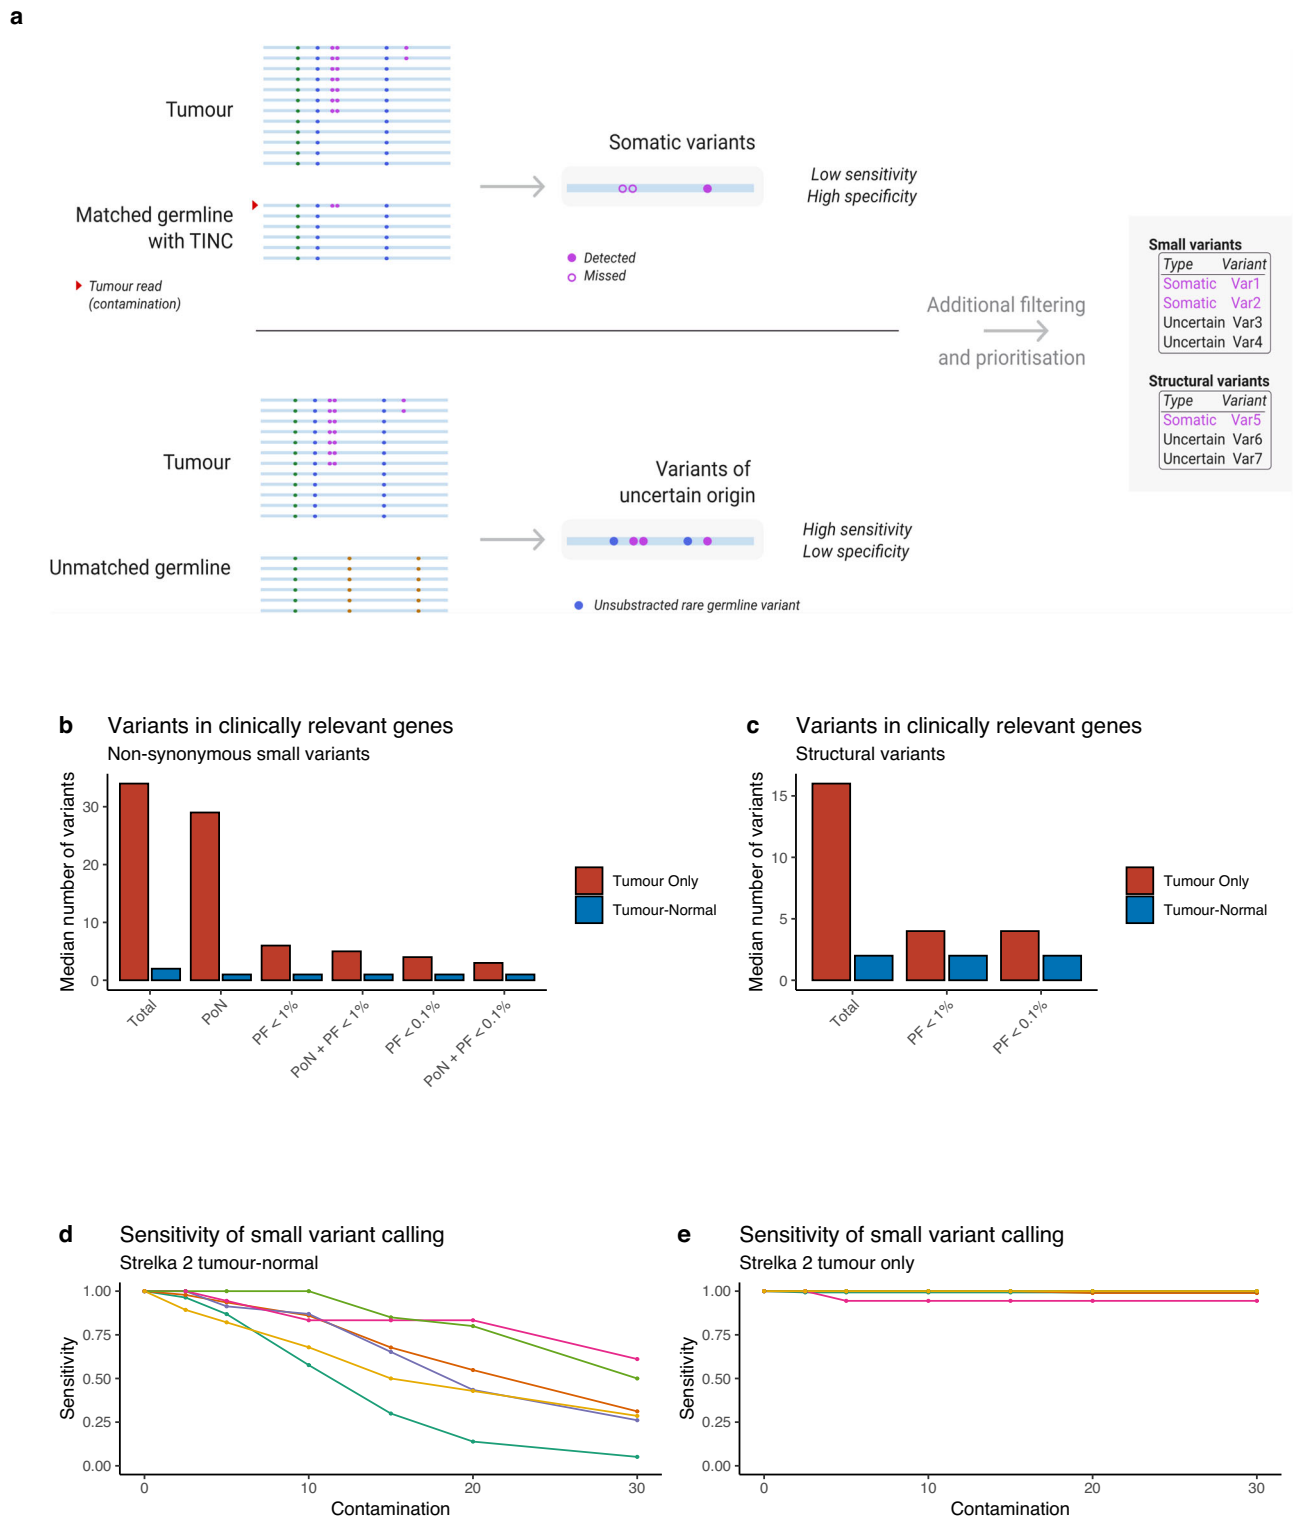 a
Tumour
Matched germline
with TINC
Tumour read
(contamination)
Somatic variants
Low sensitivity
High specificity
Detected
Missed
Tumour
Unmatched germline
Variants of
uncertain origin
High sensitivity
Low specificity
Unsubstracted rare germline variant
Additional filtering
and prioritisation
Small variants
Type Variant
Somatic Var1
Somatic Var2
Uncertain Var3
Uncertain Var4
Structural variants
Type Variant
Somatic Var5
Uncertain Var6
Uncertain Var7
b Variants in clinically relevant genes
Non-synonymous small variants
Median number of variants
30
20
10
0
Total
PoN
PF < 1%
PoN + PF < 1%
PF < 0.1%
PoN + PF < 0.1%
Tumour Only
Tumour-Normal
c Variants in clinically relevant genes
Structural variants
Median number of variants
15
10
5
0
Total
PF < 1%
PF < 0.1%
Tumour Only
Tumour-Normal
d Sensitivity of small variant calling
Strelka 2 tumour-normal
Sensitivity
1.00
0.75
0.50
0.25
0.00
0 10 20 30
Contamination
e Sensitivity of small variant calling
Strelka 2 tumour only
Sensitivity
1.00
0.75
0.50
0.25
0.00
0 10 20 30
Contamination